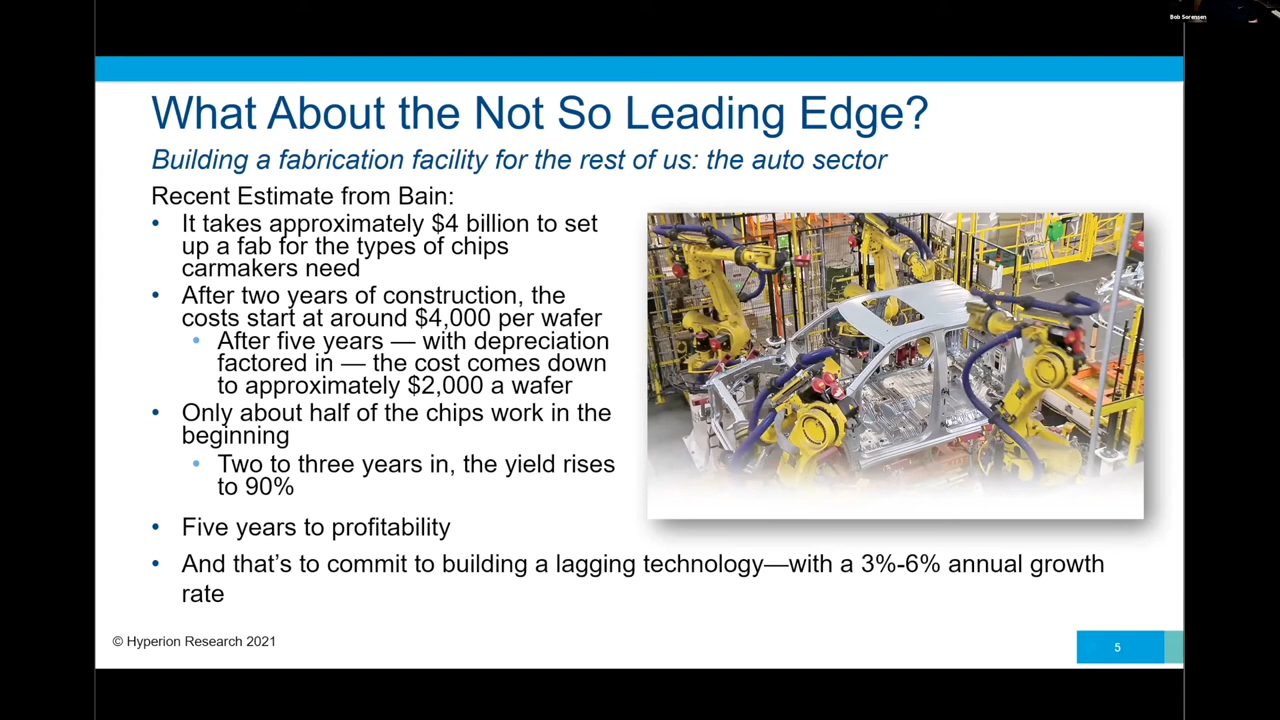 Bob Sorensen
What About the Not So Leading Edge?
Building a fabrication facility for the rest of us: the auto sector
Recent Estimate from Bain:
• It takes approximately $4 billion to set
up a fab for the types of chips
carmakers need
• After two years of construction, the
costs start at around $4,000 per wafer
• After five years — with depreciation
factored in — the cost comes down
to approximately $2,000 a wafer
• Only about half of the chips work in the
beginning
• Two to three years in, the yield rises
to 90%
• Five years to profitability
• And that’s to commit to building a lagging technology—with a 3%-6% annual growth
rate
© Hyperion Research 2021
5